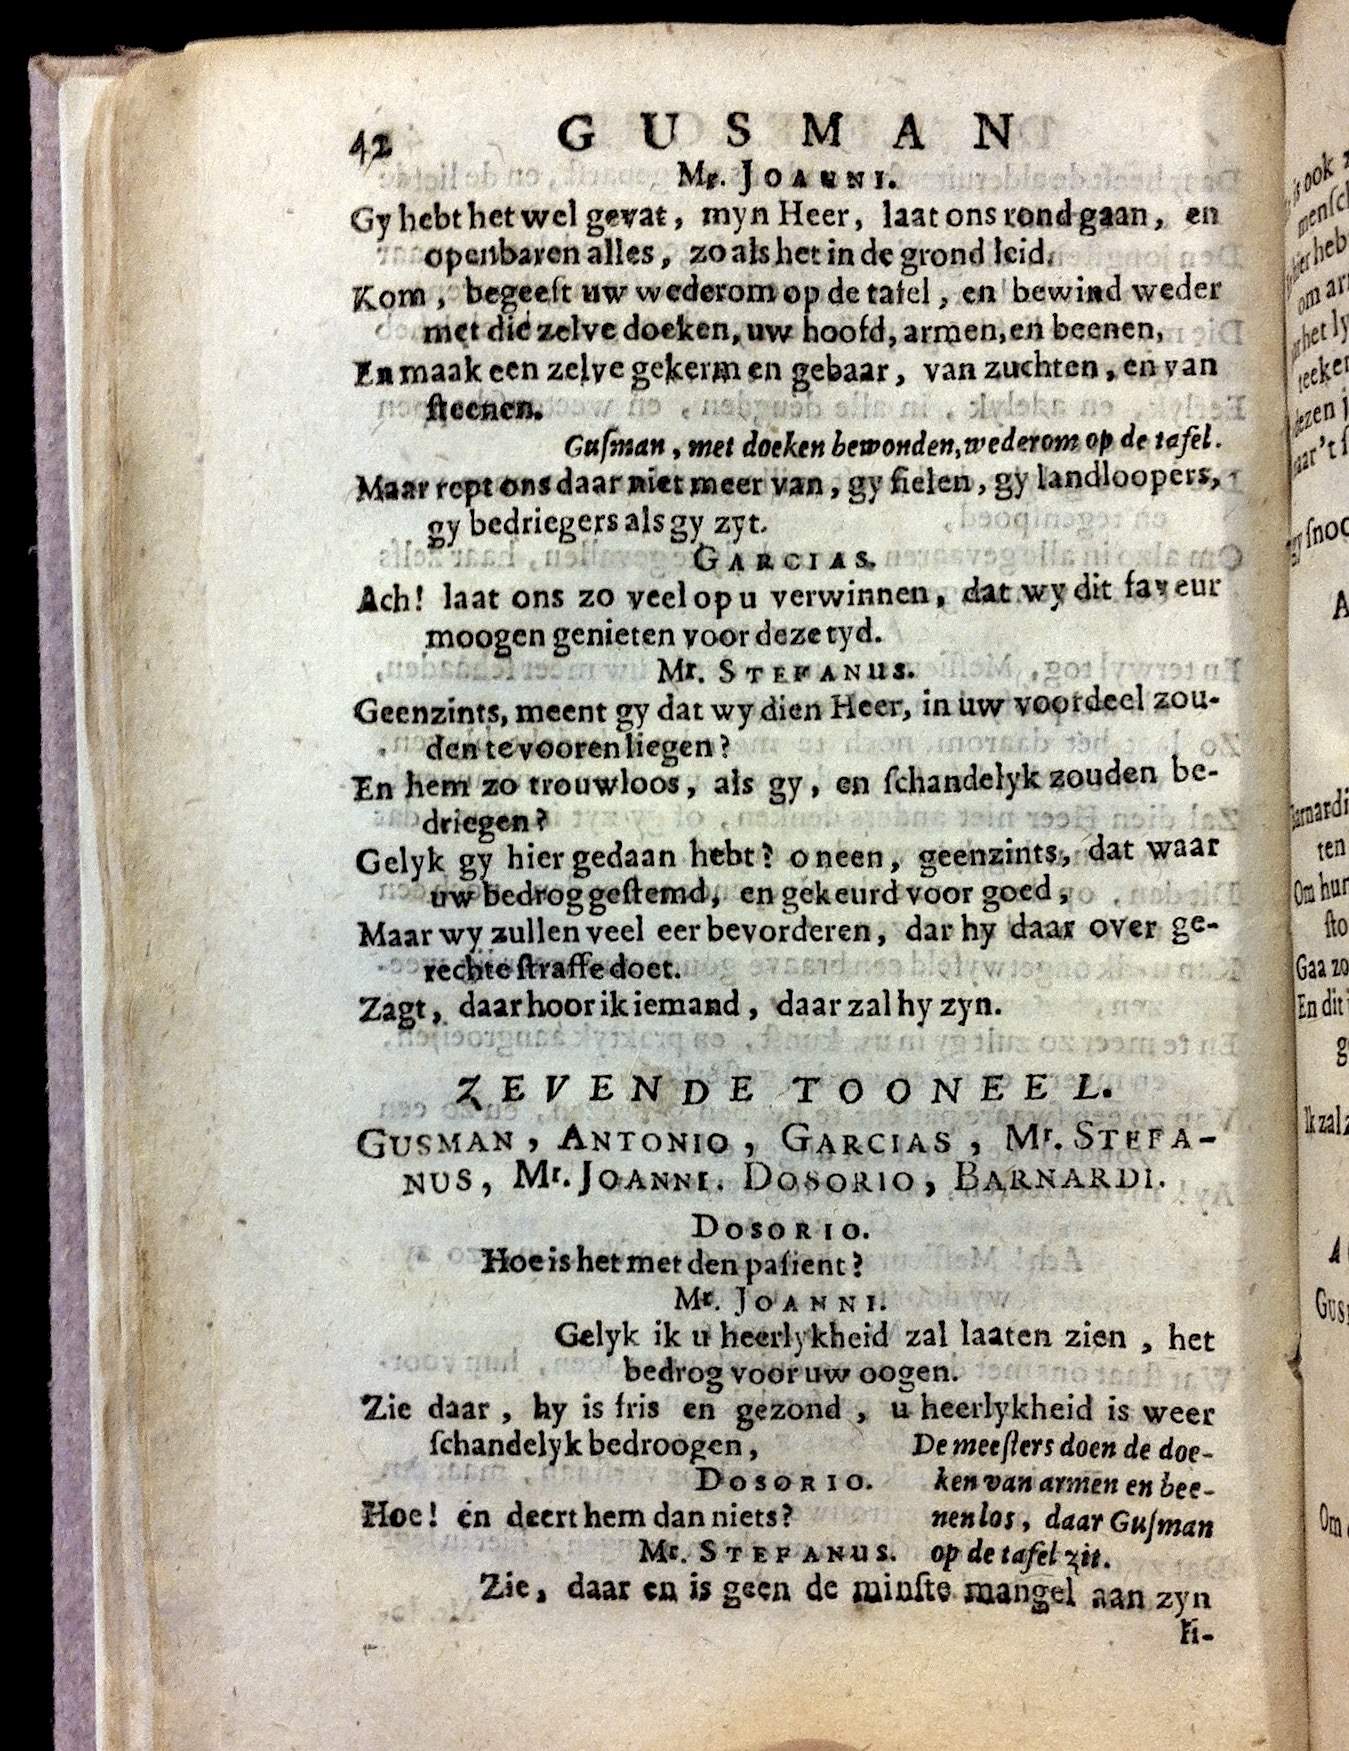 42 GUSMAN
Mr. JOANNI.
Gy hebt het wel gevat, myn Heer, laat ons rond gaan, en
openbaren alles, zo als het in de grond leid.
Kom, begeeft uw wederom op de tafel, en bewind weder
met die zelve doeken, uw hoofd, armen, en beenen,
En maak een zelve gekerm en gebaar, van zuchten, en van
ſteenen.
Guſman, met doeken bewonden, wederom op de tafel.
Maar rept ons daar niet meer van, gy fielen, gy landloopers,
gy bedriegers als gy zyt.
GARCIAS.
Ach! laat ons zo veel op u verwinnen, dat wy dit faveur
moogen genieten voor deze tyd.
Mr. STEFANUS.
Geenzints, meent gy dat wy dien Heer, in uw voordeel zou-
den te vooren liegen?
En hem zo trouwloos, als gy, en ſchandelyk zouden be-
driegen?
Gelyk gy hier gedaan hebt? o neen, geenzints, dat waar
uw bedrog geſtemd, en gekeurd voor goed,
Maar wy zullen veel eer bevorderen, dar hy daar over ge-
rechte ſtraffe doet.
Zagt, daar hoor ik iemand, daar zal hy zyn.
ZEVENDE TOONEEL.
GUSMAN, ANTONIO, GARCIAS, Mr. STEFA-
NUS, Mr. JOANNI. DOSORIO, BARNARDI.
DOSORIO.
Hoe is het met den paſient?
Mr. JOANNI.
Gelyk ik u heerlykheid zal laaten zien, het
bedrog voor uw oogen.
Zie daar, hy is fris en gezond, u heerlykheid is weer
ſchandelyk bedroogen, De meeſters doen de doe-
DOSORIO. ken van armen en bee-
Hoe! en deert hem dan niets? nen los, daar Guſman
Mr. STEFANUS. op de tafel zit.
Zie, daar en is geen de minſte mangel aan zyn
li-